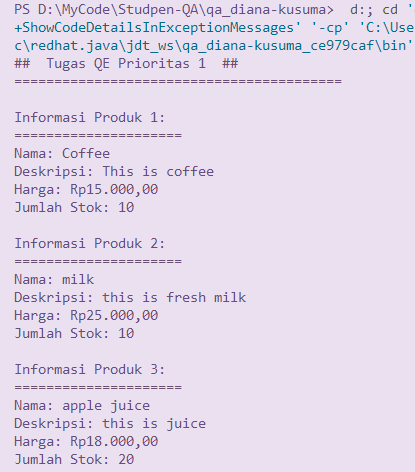 PS D:\MyCode\Studpen-QA\qa_diana-kusuma>  d:; cd '
+ShowCodeDetailsInExceptionMessages' '-cp' 'C:\Use
c\redhat.java\jdt_ws\qa_diana-kusuma_ce979caf\bin'
##  Tugas QE Prioritas 1  ##
=======================================

Informasi Produk 1:
====================
Nama: Coffee
Deskripsi: This is coffee
Harga: Rp15.000,00
Jumlah Stok: 10

Informasi Produk 2:
====================
Nama: milk
Deskripsi: this is fresh milk
Harga: Rp25.000,00
Jumlah Stok: 10

Informasi Produk 3:
====================
Nama: apple juice
Deskripsi: this is juice
Harga: Rp18.000,00
Jumlah Stok: 20